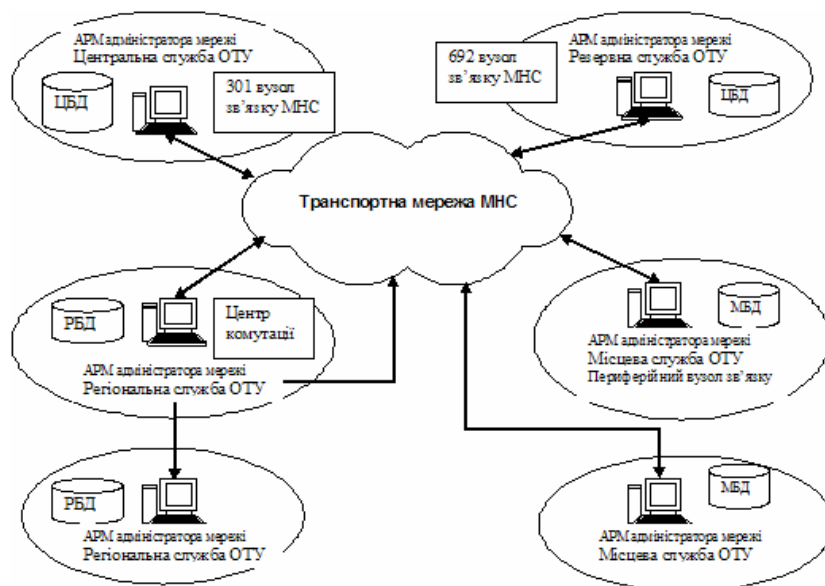 АРМ адміністратора мережі
Центральна служба ОТУ
ЦБД
301 вузол
зв’язку МНС
692 вузол
зв’язку МНС
АРМ адміністратора мережі
Резервна служба ОТУ
ЦБД
Транспортна мережа МНС
РБД
Центр
комутації
АРМ адміністратора мережі
Регіональна служба ОТУ
МБД
АРМ адміністратора мережі
Місцева служба ОТУ
Периферійний вузол зв’язку
РБД
АРМ адміністратора мережі
Регіональна служба ОТУ
МБД
АРМ адміністратора мережі
Місцева служба ОТУ